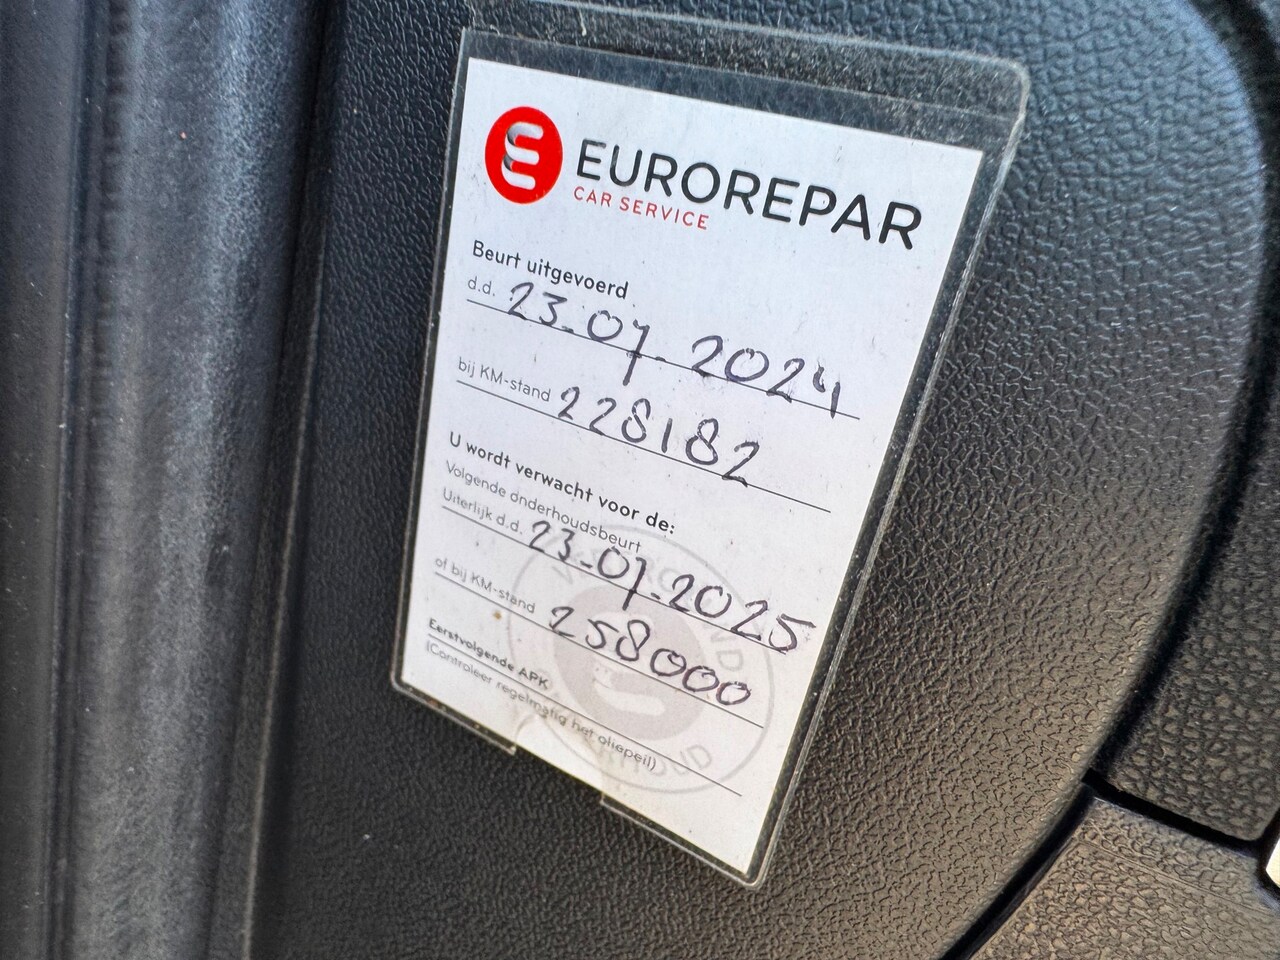 EUROREPAR
CAR SERVICE
Beurt uitgevoerd
d.d. 23-07-2024
bij KM-stand 228182
U wordt verwacht voor de:
Volgende onderhoudsbeurt
Uiterlijk d.d. 23-07-2025
of bij KM-stand 258000
Eerstvolgende APK
(Controleer regelmatig het oliepeil)